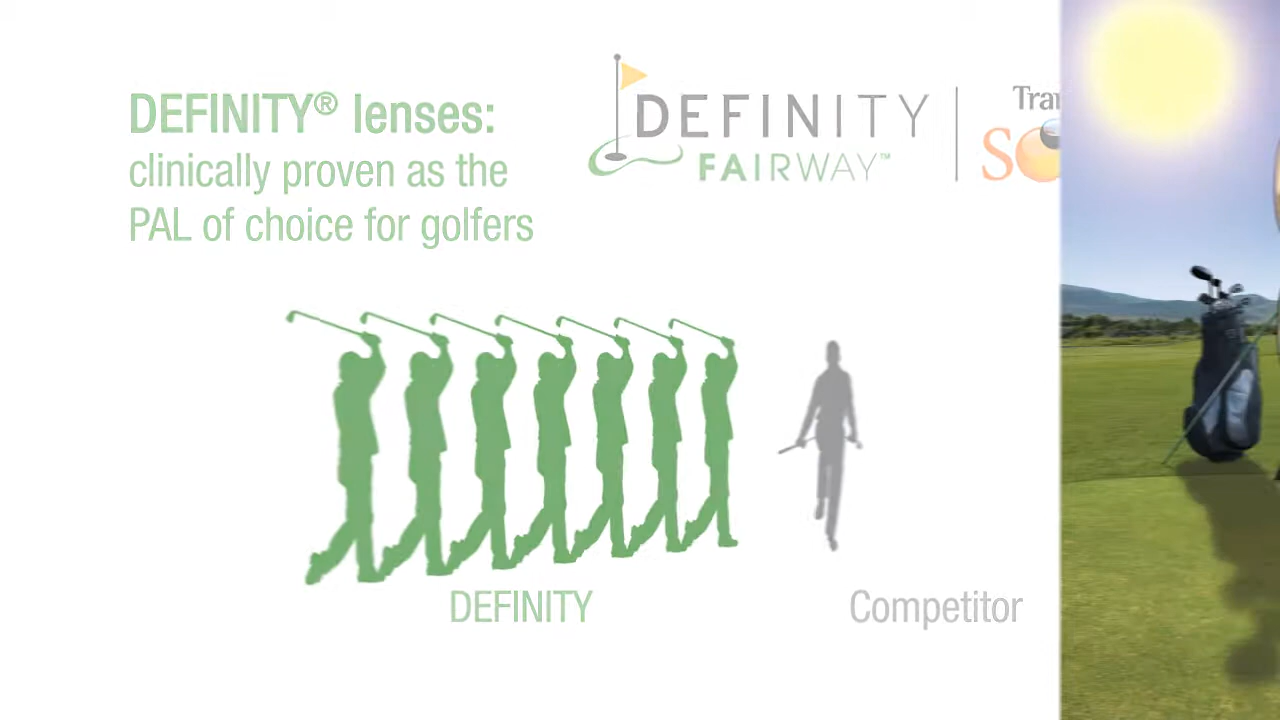 DEFINITY® lenses:
clinically proven as the
PAL of choice for golfers
DEFINITY
FAIRWAY™
DEFINITY
Competitor